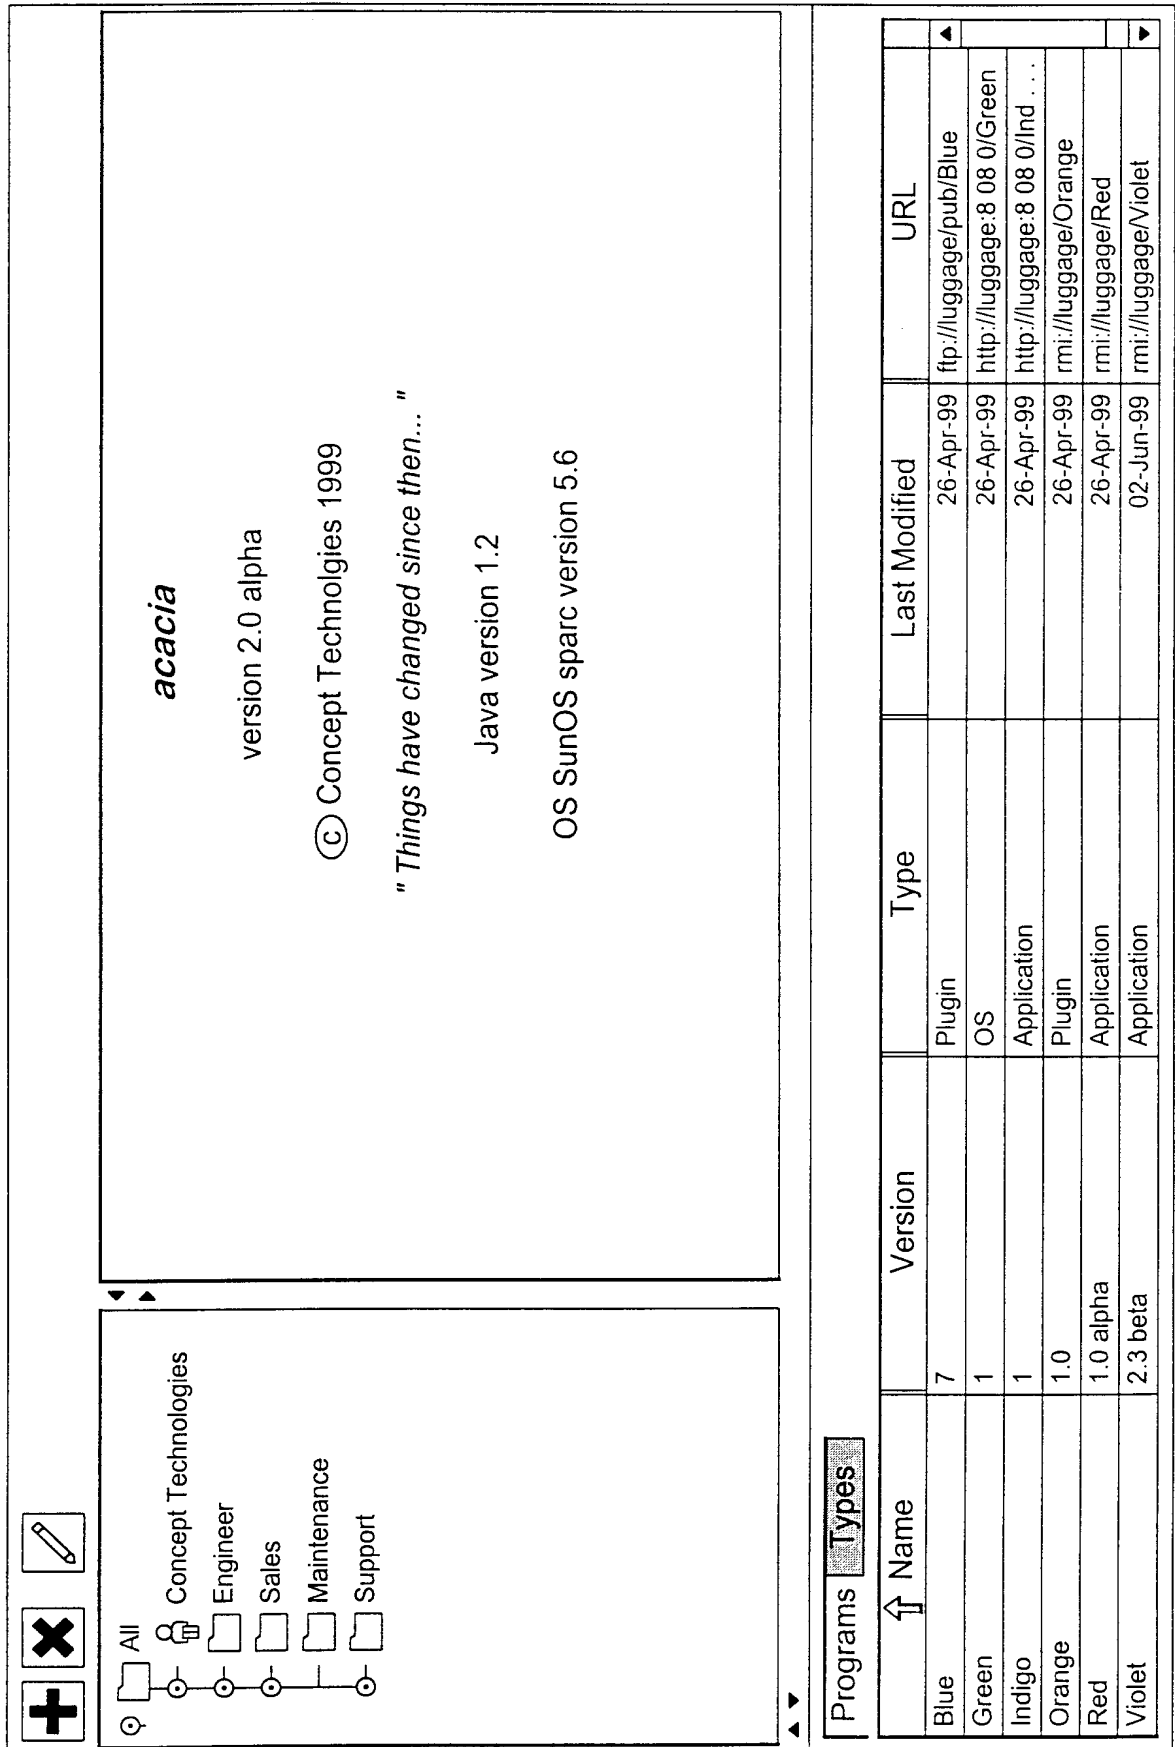 All
Concept Technologies
Engineer
Sales
Maintenance
Support
acacia
version 2.0 alpha
© Concept Technolgies 1999
" Things have changed since then... "
Java version 1.2
OS SunOS sparc version 5.6
Programs Types
Name Version Type Last Modified URL
Blue 7 Plugin 26-Apr-99 ftp://luggage/pub/Blue
Green 1 OS 26-Apr-99 http://luggage:8 08 0/Green
Indigo 1 Application 26-Apr-99 http://luggage:8 08 0/Ind . . .
Orange 1.0 Plugin 26-Apr-99 rmi://luggage/Orange
Red 1.0 alpha Application 26-Apr-99 rmi://luggage/Red
Violet 2.3 beta Application 02-Jun-99 rmi://luggage/Violet